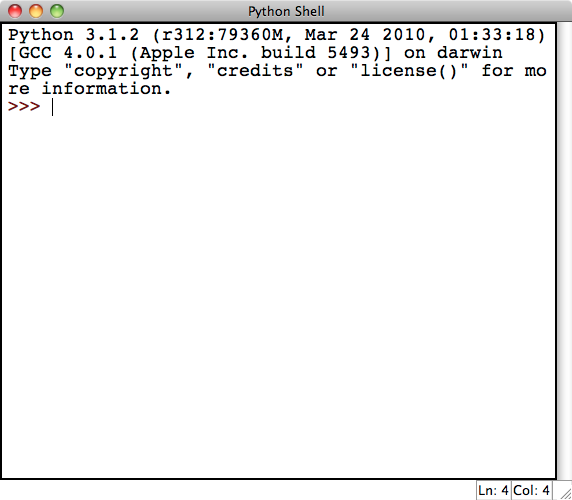 Python Shell
Python 3.1.2 (r312:79360M, Mar 24 2010, 01:33:18)
[GCC 4.0.1 (Apple Inc. build 5493)] on darwin
Type "copyright", "credits" or "license()" for mo
re information.
>>>
Ln: 4 Col: 4